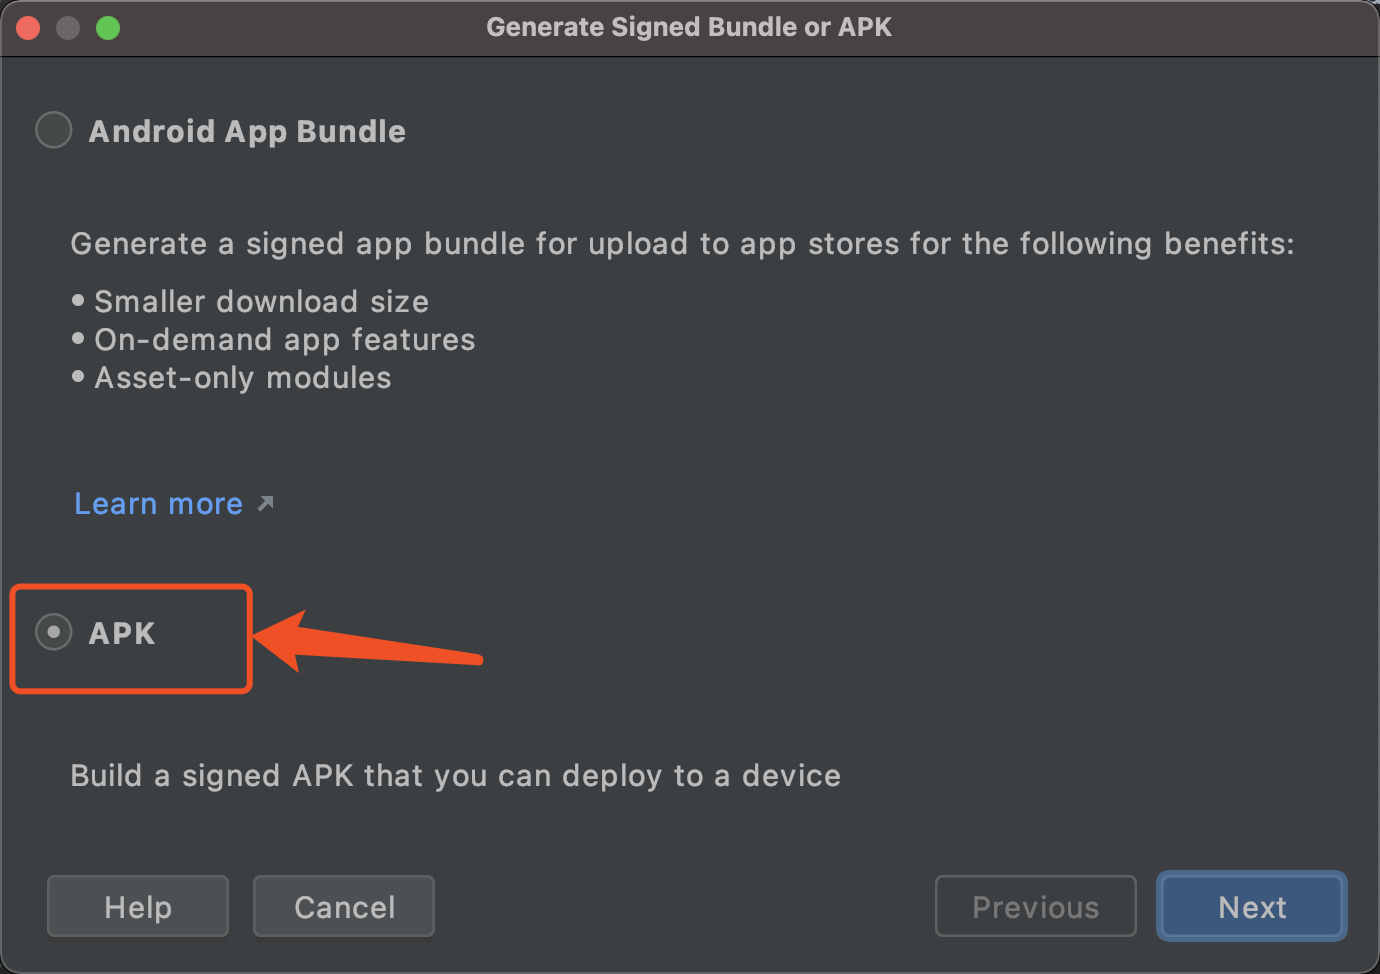 Generate Signed Bundle or APK
Android App Bundle
Generate a signed app bundle for upload to app stores for the following benefits:
• Smaller download size
• On-demand app features
• Asset-only modules
Learn more ↗
APK
Build a signed APK that you can deploy to a device
Help
Cancel
Previous
Next